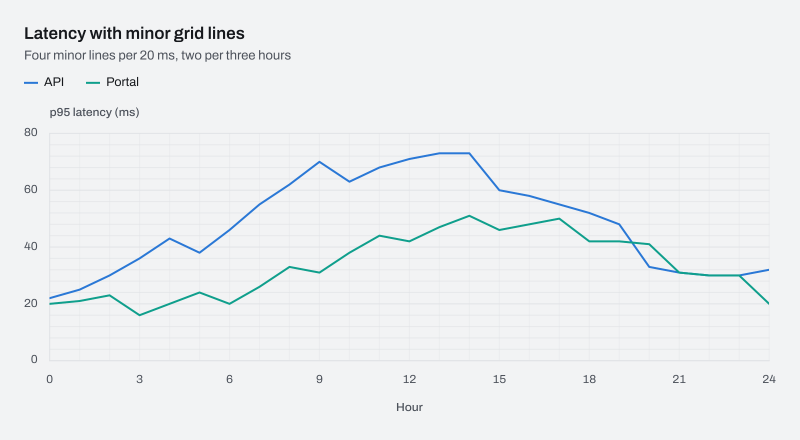 Latency with minor grid lines
Four minor lines per 20 ms, two per three hours
API Portal
p95 latency (ms)
80
60
40
20
0
0 3 6 9 12 15 18 21 24
Hour